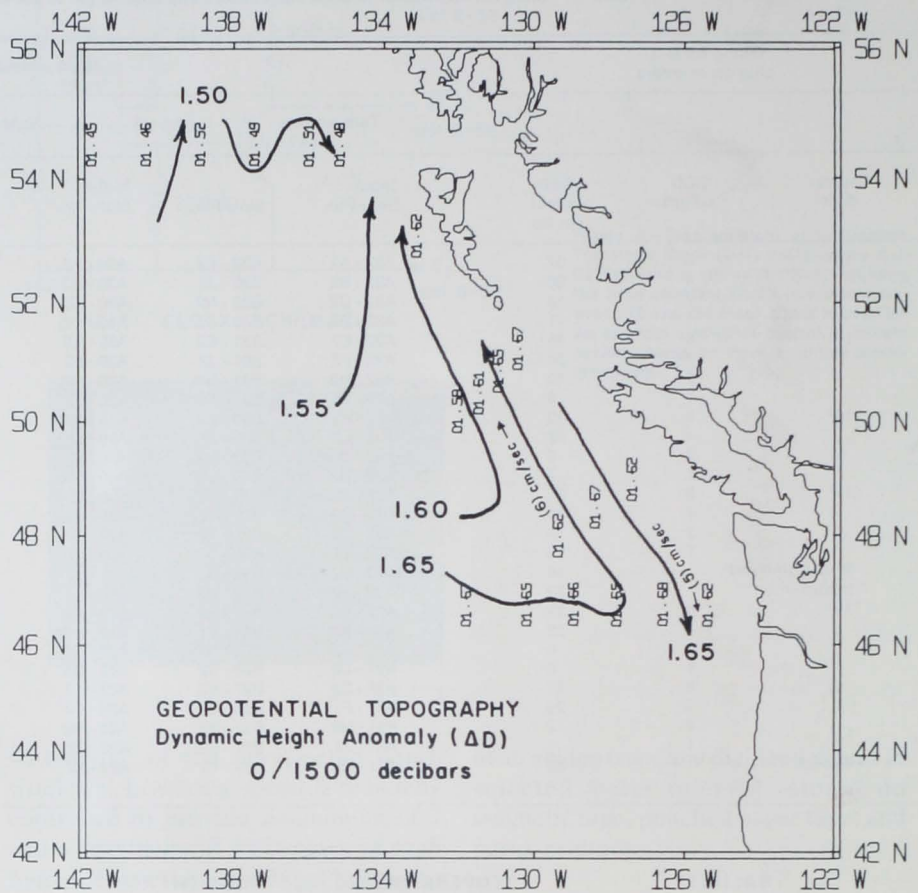 142 W 138 W 134 W 130 W 126 W 122 W
56 N 56 N
1.50
01.45 01.46 01.52 01.49 01.51 01.48
54 N 54 N
01.62
52 N 52 N
01.67
01.65
01.61
01.58
1.55
50 N 50 N
(6) cm/sec
01.62
01.67
1.60
01.62
48 N 48 N
(5) cm/sec
1.65
01.65 01.66 01.68 01.62
46 N 46 N
1.65
GEOPOTENTIAL TOPOGRAPHY
Dynamic Height Anomaly (ΔD)
0/1500 decibars
44 N 44 N
42 N 42 N
142 W 138 W 134 W 130 W 126 W 122 W